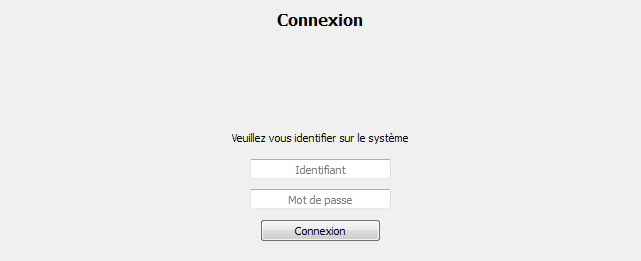 Connexion
Veuillez vous identifier sur le système
Identifiant
Mot de passe
Connexion